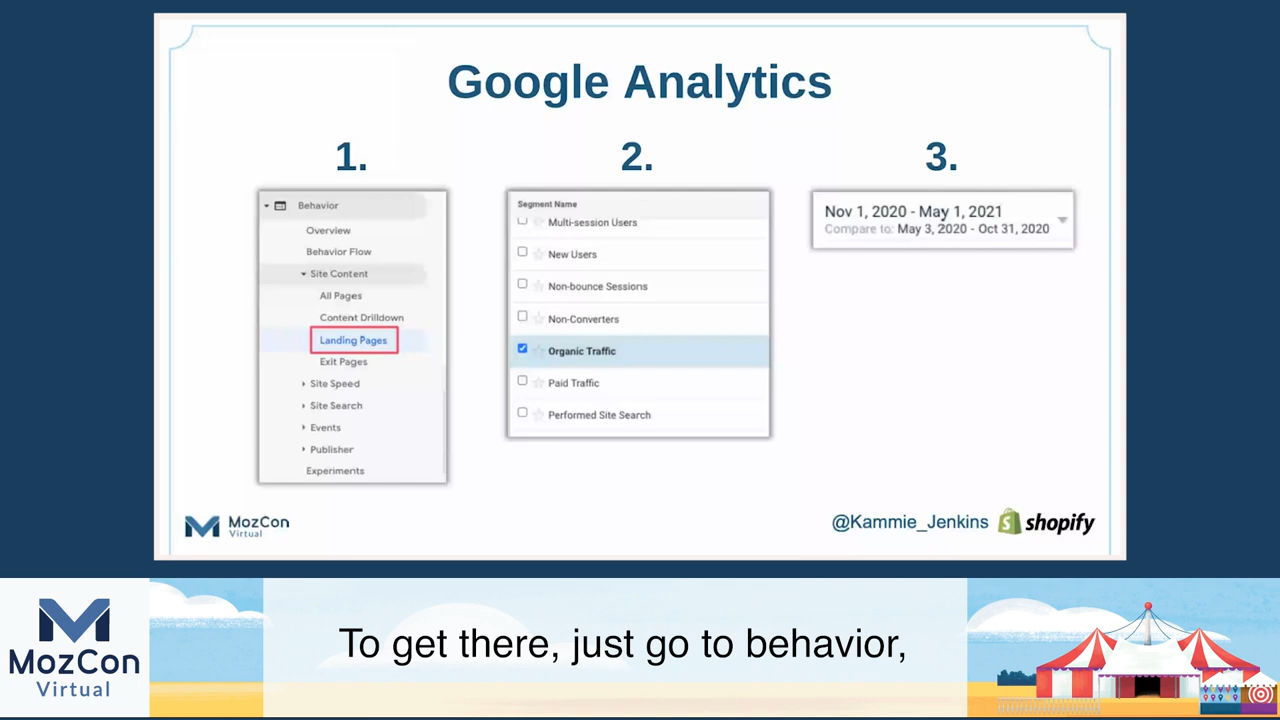 Google Analytics
1.
2.
3.
Behavior
Overview
Behavior Flow
Site Content
All Pages
Content Drilldown
Landing Pages
Exit Pages
Site Speed
Site Search
Events
Publisher
Experiments
Segment Name
Multi-session Users
New Users
Non-bounce Sessions
Non-Converters
Organic Traffic
Paid Traffic
Performed Site Search
Nov 1, 2020 - May 1, 2021
Compare to: May 3, 2020 - Oct 31, 2020
MozCon
Virtual
@Kammie_Jenkins
shopify
MozCon
Virtual
To get there, just go to behavior,